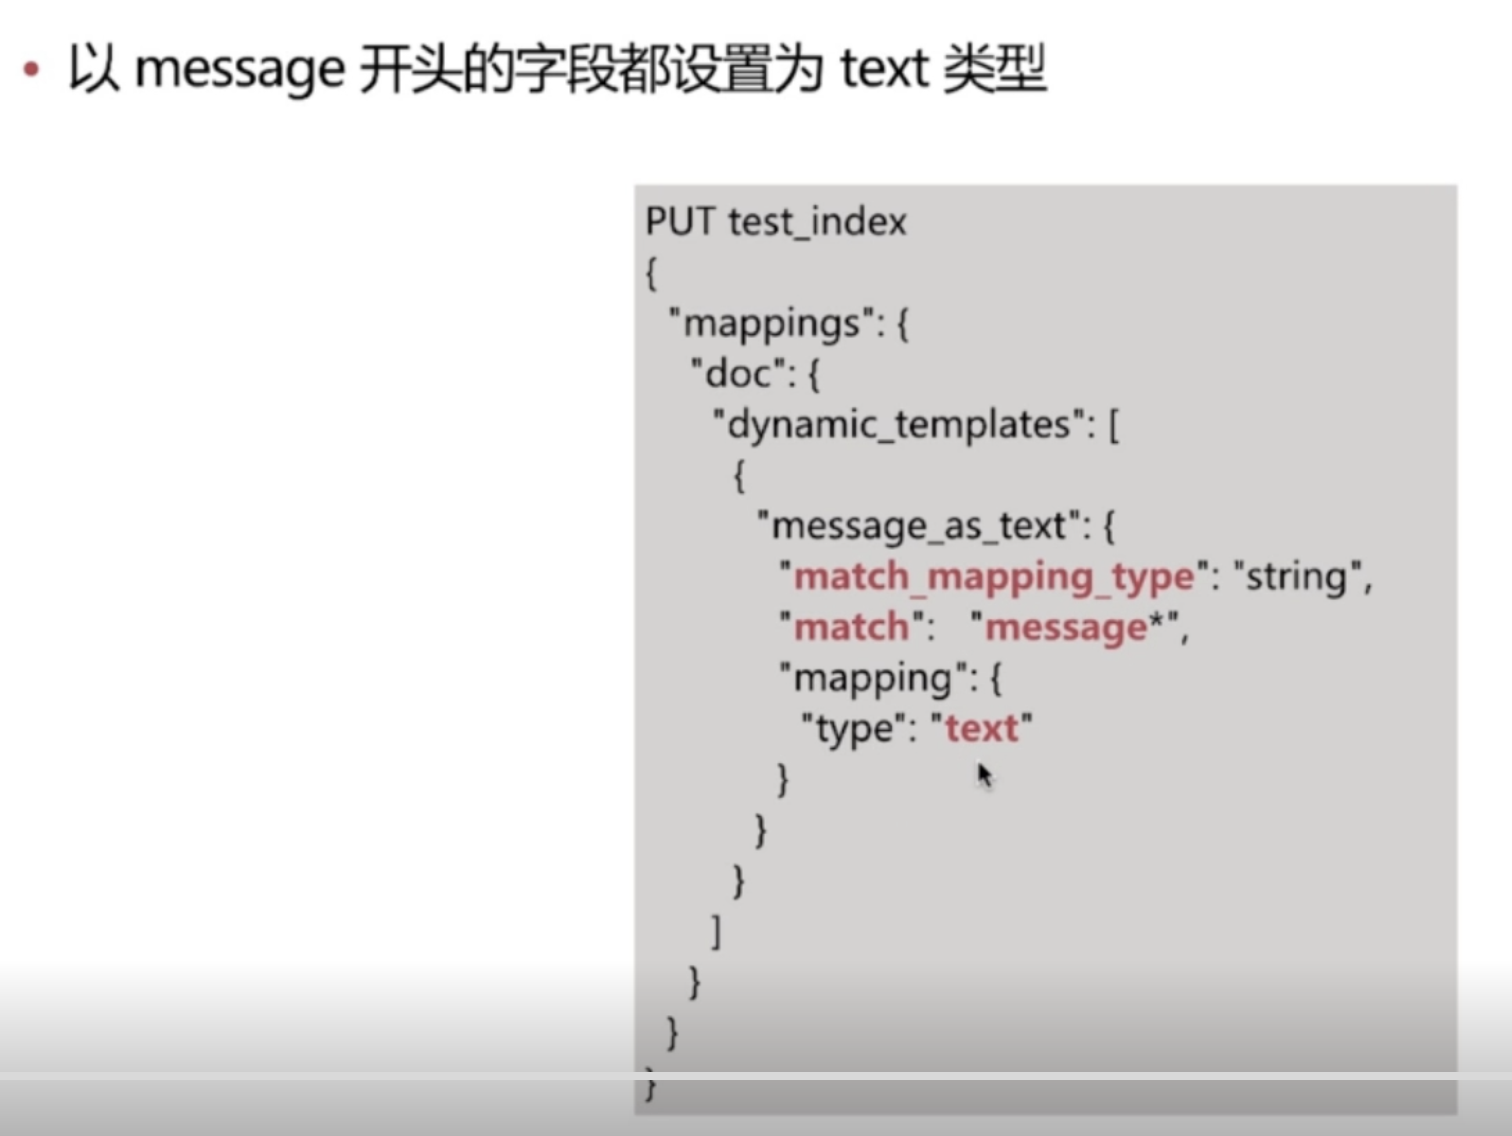 • 以 message 开头的字段都设置为 text 类型
PUT test_index
{
"mappings": {
"doc": {
"dynamic_templates": [
{
"message_as_text": {
"match_mapping_type": "string",
"match": "message*",
"mapping": {
"type": "text"
}
}
}
]
}
}
}